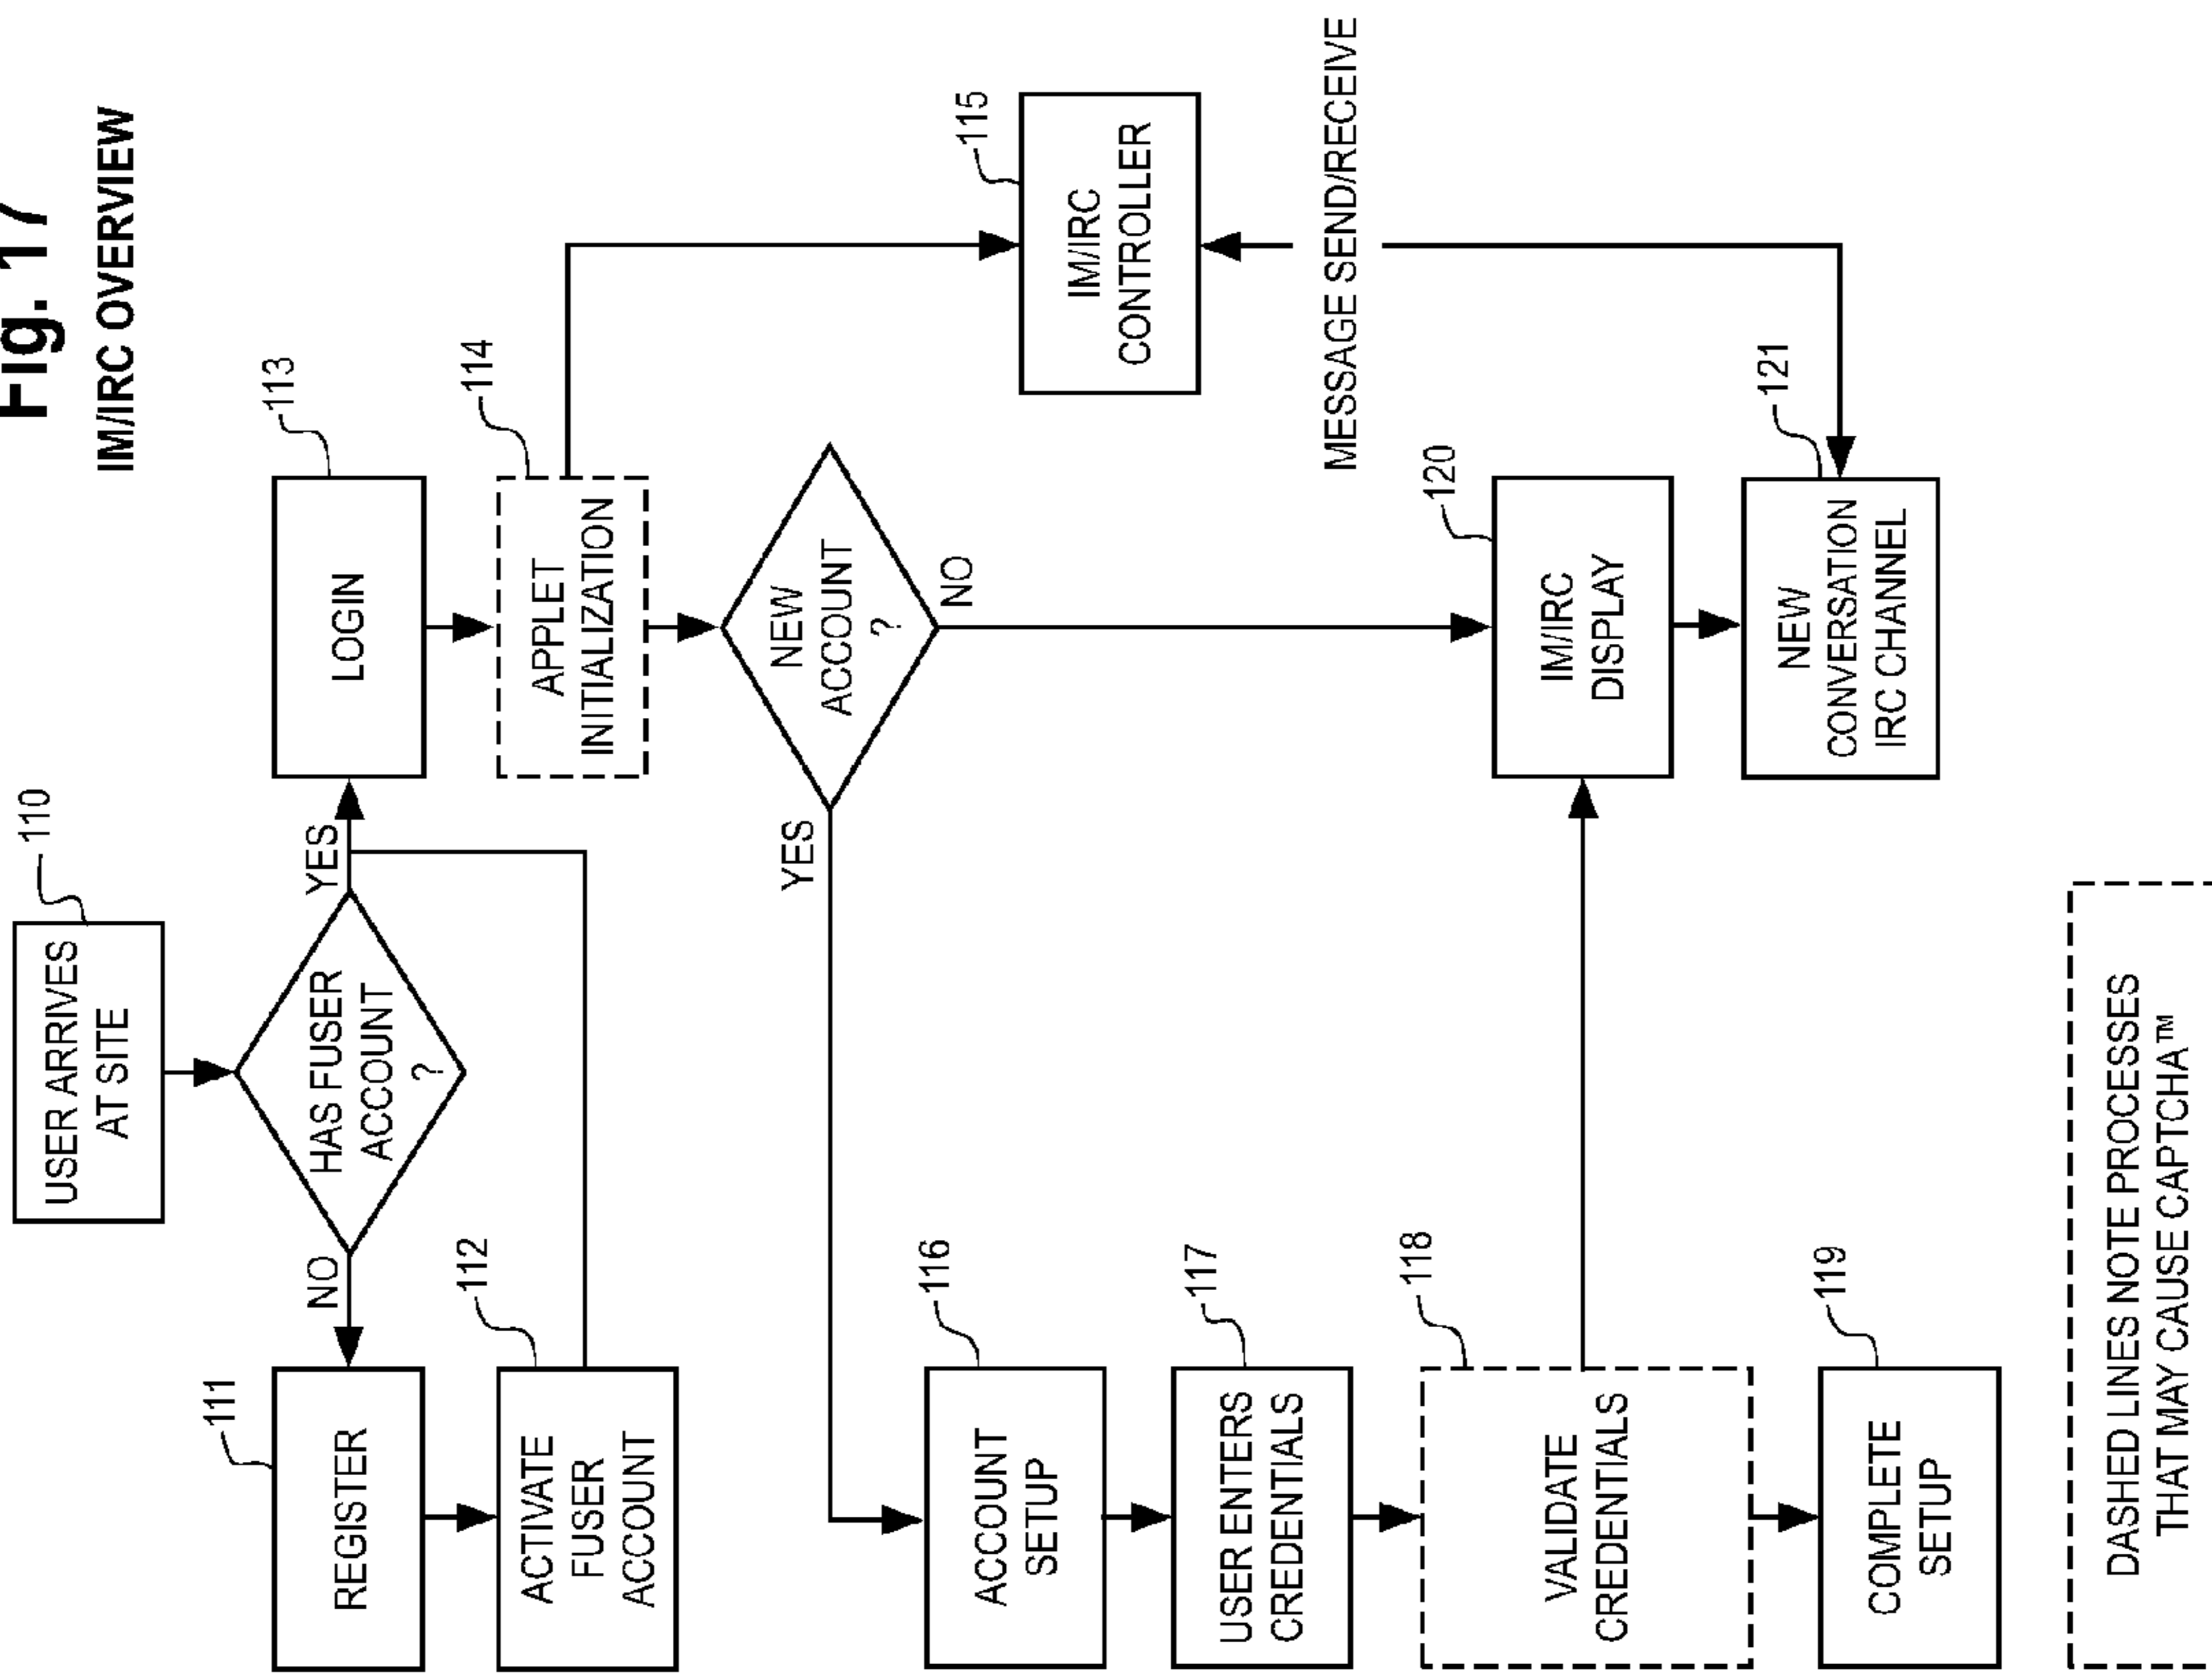 Fig. 17
IM/IRC OVERVIEW
110
USER ARRIVES
AT SITE
HAS FUSER
ACCOUNT
?
NO
YES
111
REGISTER
112
ACTIVATE
FUSER
ACCOUNT
113
LOGIN
114
APPLET
INITIALIZATION
NEW
ACCOUNT
?
YES
NO
115
IM/IRC
CONTROLLER
MESSAGE SEND/RECEIVE
116
ACCOUNT
SETUP
117
USER ENTERS
CREDENTIALS
118
VALIDATE
CREDENTIALS
119
COMPLETE
SETUP
120
IM/IRC
DISPLAY
121
NEW
CONVERSATION
IRC CHANNEL
DASHED LINES NOTE PROCESSES
THAT MAY CAUSE CAPTCHA™